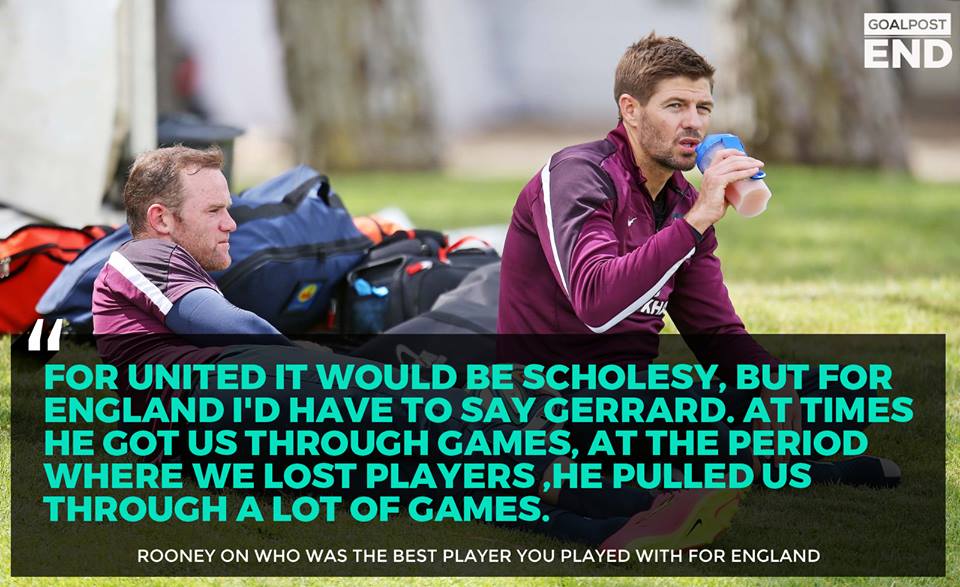 GOALPOST
END
“
FOR UNITED IT WOULD BE SCHOLESY, BUT FOR
ENGLAND I'D HAVE TO SAY GERRARD. AT TIMES
HE GOT US THROUGH GAMES, AT THE PERIOD
WHERE WE LOST PLAYERS ,HE PULLED US
THROUGH A LOT OF GAMES.
ROONEY ON WHO WAS THE BEST PLAYER YOU PLAYED WITH FOR ENGLAND